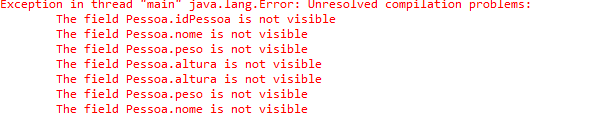 Exception in thread "main" java.lang.Error: Unresolved compilation problems:
The field Pessoa.idPessoa is not visible
The field Pessoa.nome is not visible
The field Pessoa.peso is not visible
The field Pessoa.altura is not visible
The field Pessoa.altura is not visible
The field Pessoa.peso is not visible
The field Pessoa.nome is not visible